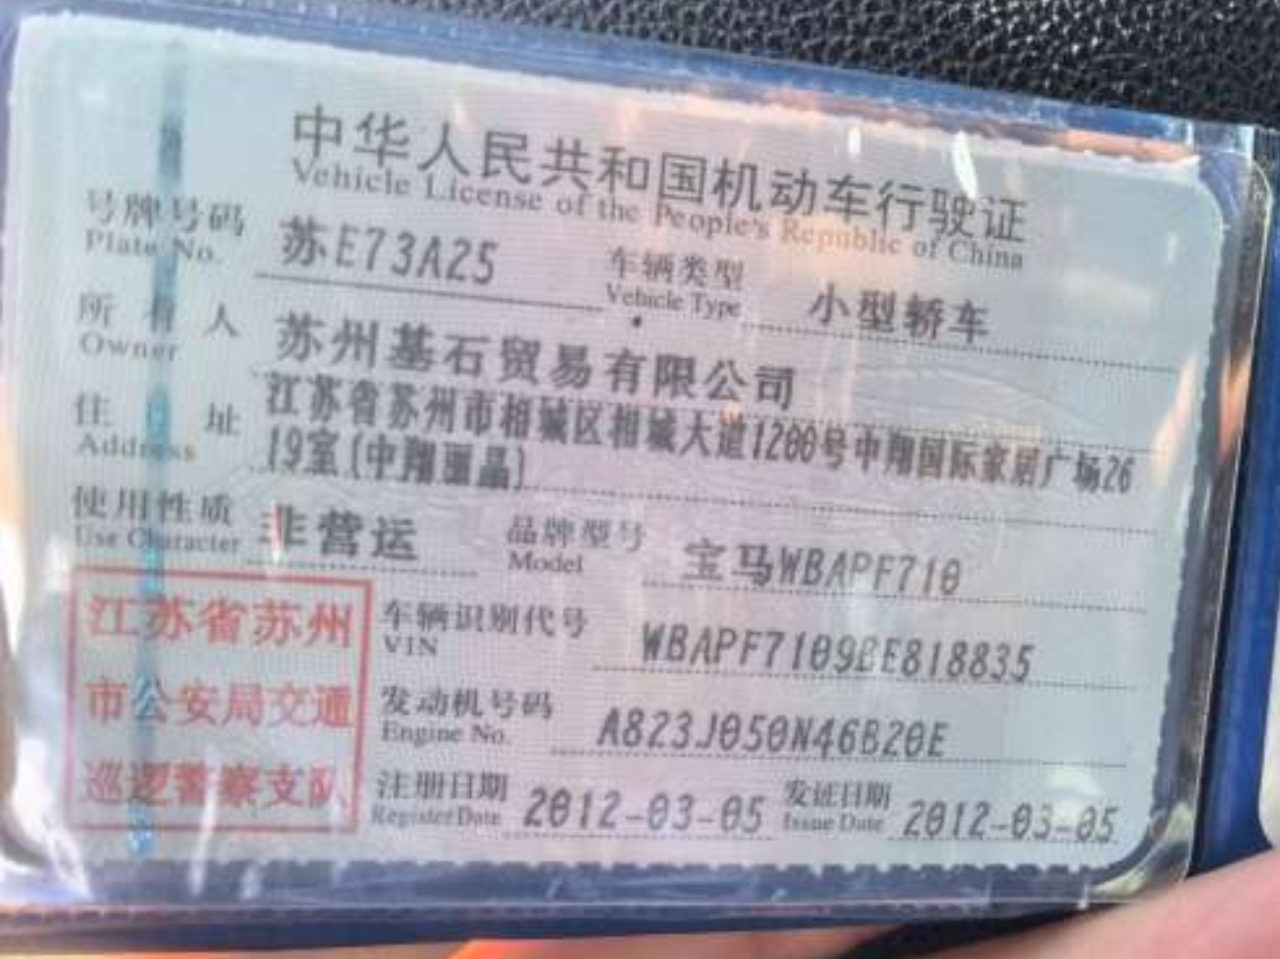 中华人民共和国机动车行驶证
Vehicle License of the People's Republic of China
号牌号码 苏E73A25 车辆类型 小型轿车
Plate No. Vehicle Type
所有人 苏州基石贸易有限公司
Owner
住址 江苏省苏州市相城区相城大道1200号中翔国际家居广场26
Address 19室(中翔丽晶)
使用性质 非营运 品牌型号 宝马WBAPF710
Use Character Model
江苏省苏州 车辆识别代号 WBAPF7109BE818835
VIN
市公安局交通 发动机号码 A823J050N46B20E
Engine No.
巡逻警察支队 注册日期 2012-03-05 发证日期 2012-03-05
Register Date Issue Date